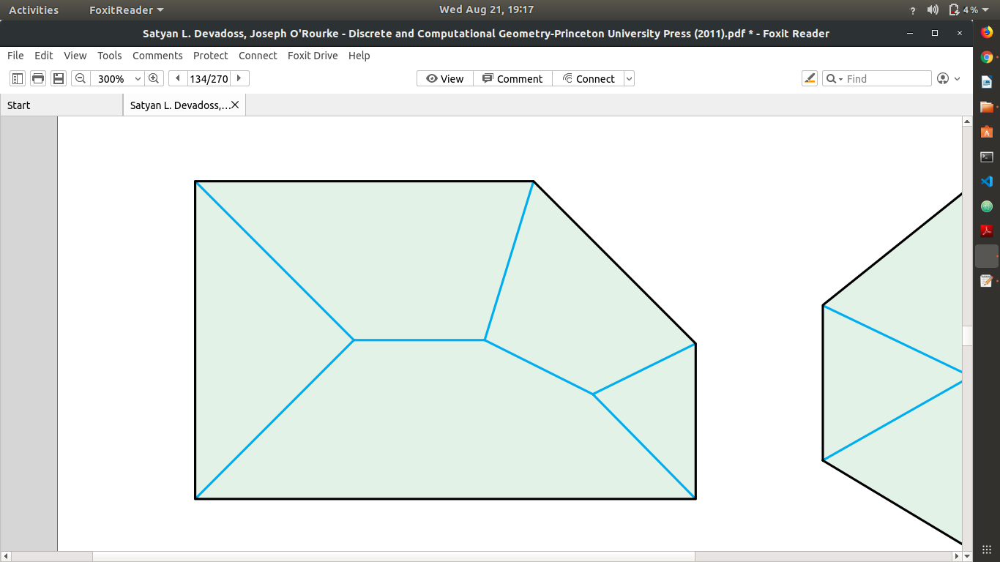 Activities FoxitReader Wed Aug 21, 19:17 ? 4%
Satyan L. Devadoss, Joseph O'Rourke - Discrete and Computational Geometry-Princeton University Press (2011).pdf * - Foxit Reader
File Edit View Tools Comments Protect Connect Foxit Drive Help
300% 134/270 View Comment Connect Find
Start Satyan L. Devadoss,...